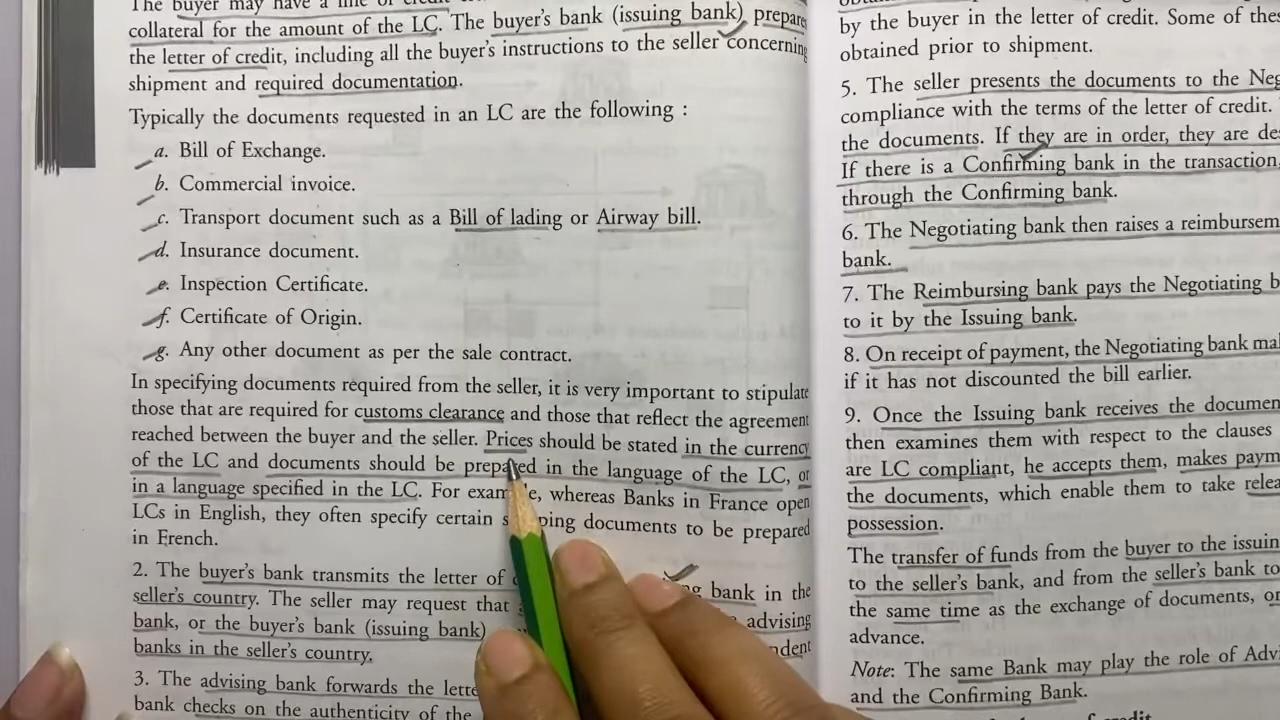 The buyer may have a line of credit
collateral for the amount of the LC. The buyer's bank (issuing bank) prepares
the letter of credit, including all the buyer's instructions to the seller concerning
shipment and required documentation.
Typically the documents requested in an LC are the following :
a. Bill of Exchange.
b. Commercial invoice.
c. Transport document such as a Bill of lading or Airway bill.
d. Insurance document.
e. Inspection Certificate.
f. Certificate of Origin.
g. Any other document as per the sale contract.
In specifying documents required from the seller, it is very important to stipulate
those that are required for customs clearance and those that reflect the agreement
reached between the buyer and the seller. Prices should be stated in the currency
of the LC and documents should be prepared in the language of the LC, or
in a language specified in the LC. For example, whereas Banks in France open
LCs in English, they often specify certain shipping documents to be prepared
in French.
2. The buyer's bank transmits the letter of bank in the
seller's country. The seller may request that advising
bank, or the buyer's bank (issuing bank)
banks in the seller's country.
3. The advising bank forwards the
bank checks on the authenticity of the
by the buyer in the letter of credit. Some of
obtained prior to shipment.
5. The seller presents the documents to the
compliance with the terms of the letter of credit.
the documents. If they are in order, they are
If there is a Confirming bank in the transaction,
through the Confirming bank.
6. The Negotiating bank then raises a
bank.
7. The Reimbursing bank pays the Negotiating
to it by the Issuing bank.
8. On receipt of payment, the Negotiating bank
if it has not discounted the bill earlier.
9. Once the Issuing bank receives the
then examines them with respect to the clauses
are LC compliant, he accepts them, makes
the documents, which enable them to take
possession.
The transfer of funds from the buyer to the
to the seller's bank, and from the seller's bank to
the same time as the exchange of documents, or
advance.
Note: The same Bank may play the role of
and the Confirming Bank.
of credit